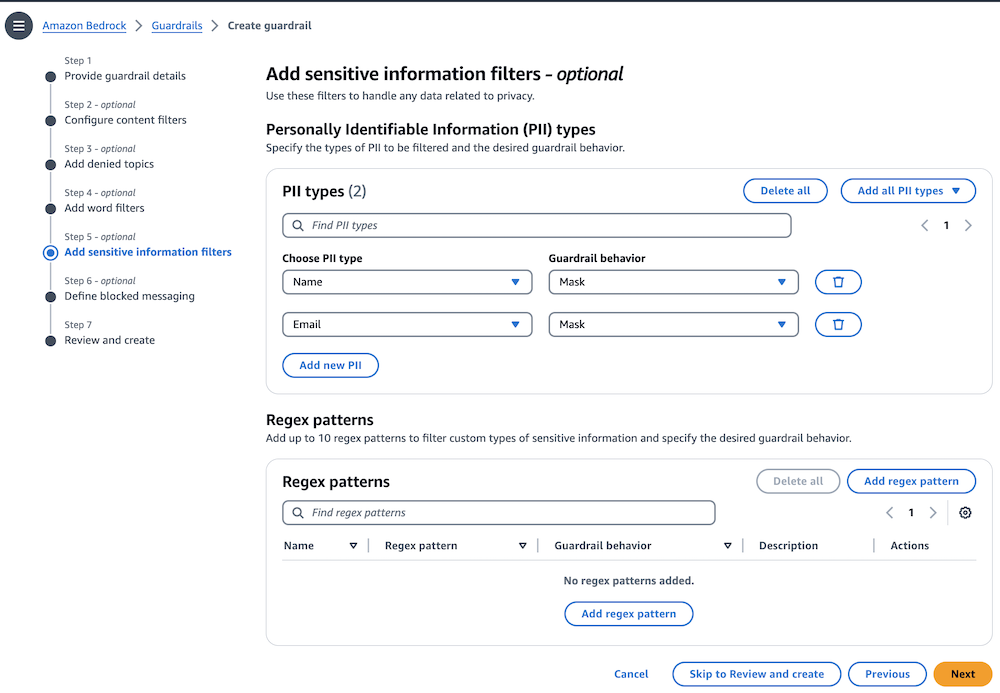 Amazon Bedrock > Guardrails > Create guardrail
Step 1
Provide guardrail details
Step 2 - optional
Configure content filters
Step 3 - optional
Add denied topics
Step 4 - optional
Add word filters
Step 5 - optional
Add sensitive information filters
Step 6 - optional
Define blocked messaging
Step 7
Review and create
Add sensitive information filters - optional
Use these filters to handle any data related to privacy.
Personally Identifiable Information (PII) types
Specify the types of PII to be filtered and the desired guardrail behavior.
PII types (2)
Delete all
Add all PII types
Find PII types
1
Choose PII type
Guardrail behavior
Name
Mask
Email
Mask
Add new PII
Regex patterns
Add up to 10 regex patterns to filter custom types of sensitive information and specify the desired guardrail behavior.
Regex patterns
Delete all
Add regex pattern
Find regex patterns
1
Name
Regex pattern
Guardrail behavior
Description
Actions
No regex patterns added.
Add regex pattern
Cancel
Skip to Review and create
Previous
Next